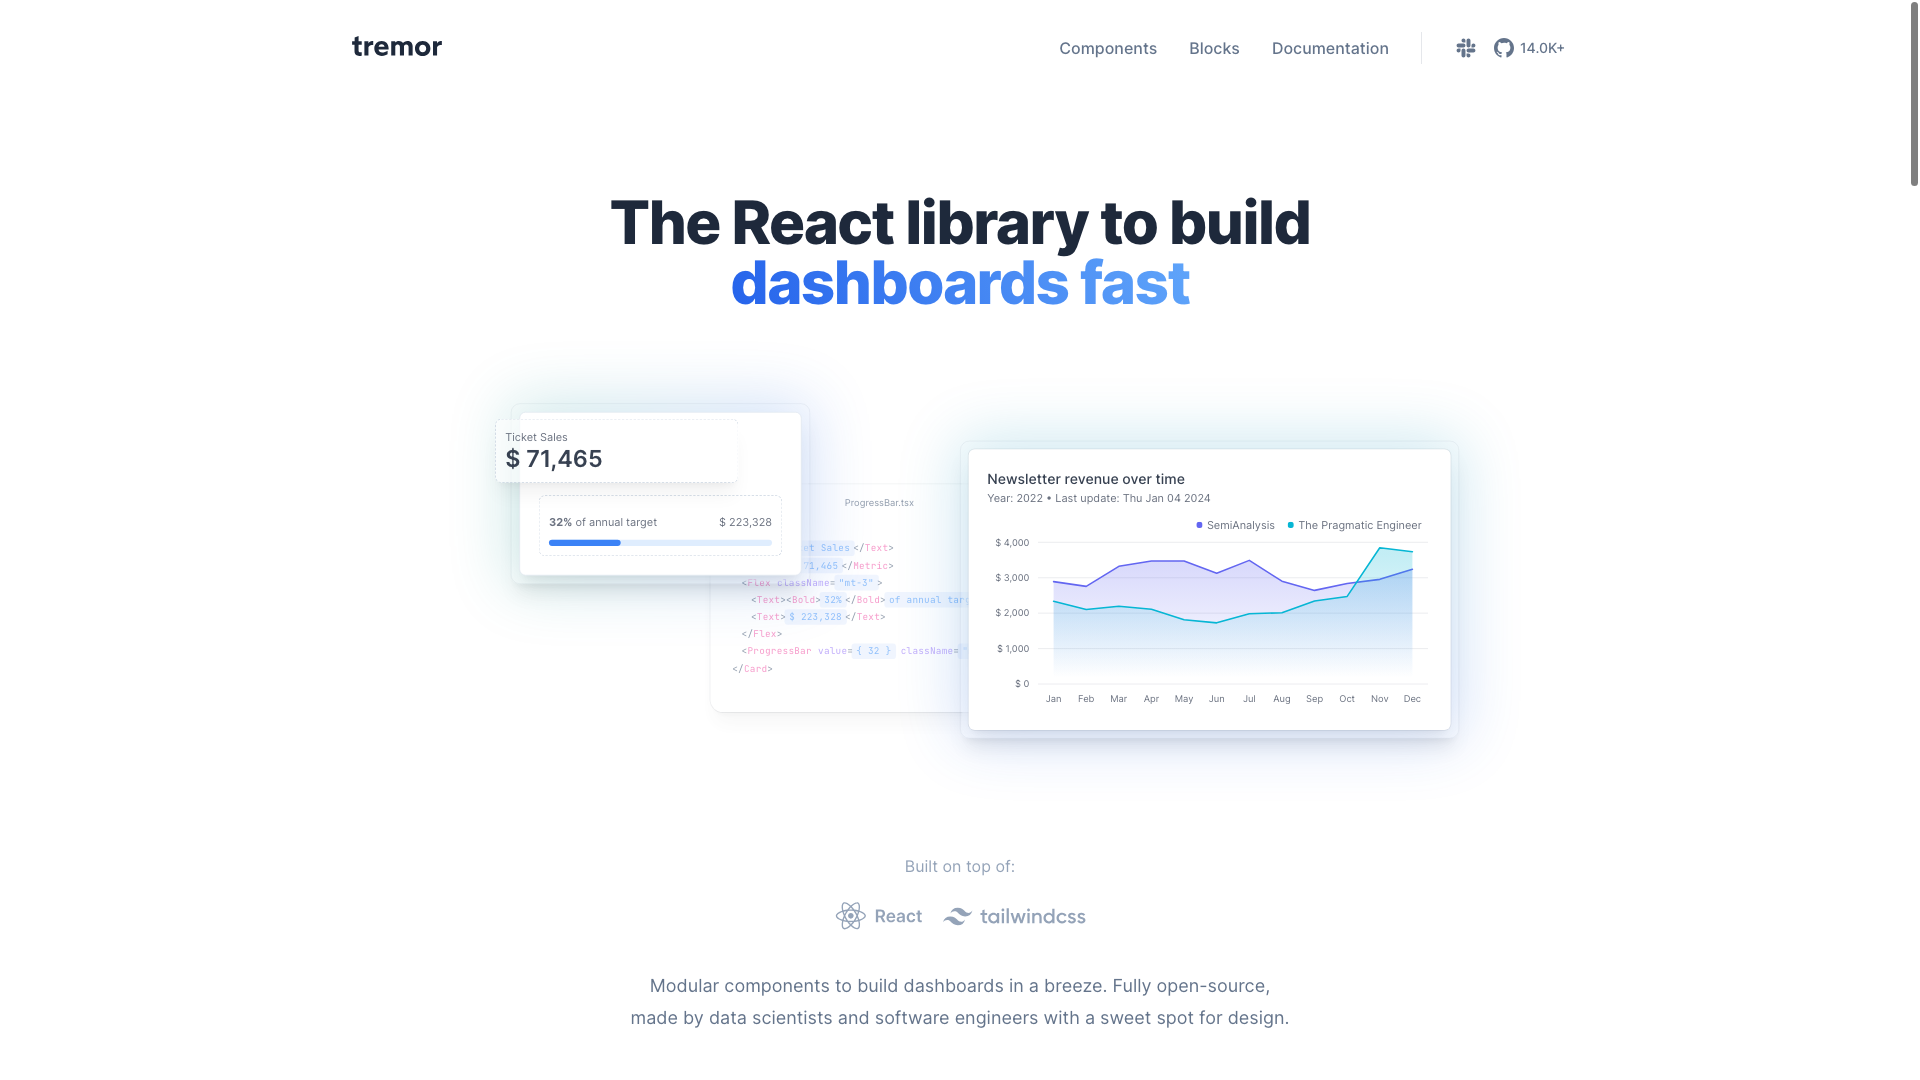 tremor
Components
Blocks
Documentation
14.0K+
The React library to build
dashboards fast
Ticket Sales
$ 71,465
32% of annual target
$ 223,328
ProgressBar.tsx
Sales </Text>
71,465 </Metric>
<Flex className="mt-3">
<Text><Bold> 32% </Bold> of annual
<Text> $ 223,328 </Text>
</Flex>
<ProgressBar value={ 32 } className="
</Card>
Newsletter revenue over time
Year: 2022 • Last update: Thu Jan 04 2024
SemiAnalysis
The Pragmatic Engineer
$ 4,000
$ 3,000
$ 2,000
$ 1,000
$ 0
Jan Feb Mar Apr May Jun Jul Aug Sep Oct Nov Dec
Built on top of:
React
tailwindcss
Modular components to build dashboards in a breeze. Fully open-source,
made by data scientists and software engineers with a sweet spot for design.